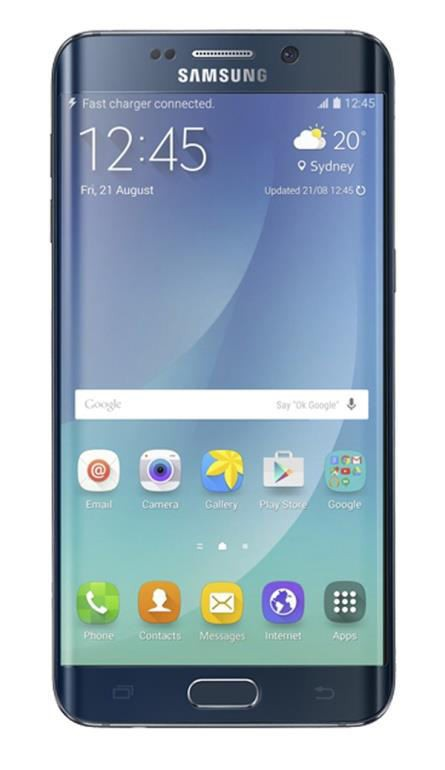 SAMSUNG
Fast charger connected. 12:45
12:45
20°
Sydney
Fri, 21 August
Updated 21/08 12:45
Google Say "Ok Google"
Email Camera Gallery Play Store Google
Phone Contacts Messages Internet Apps